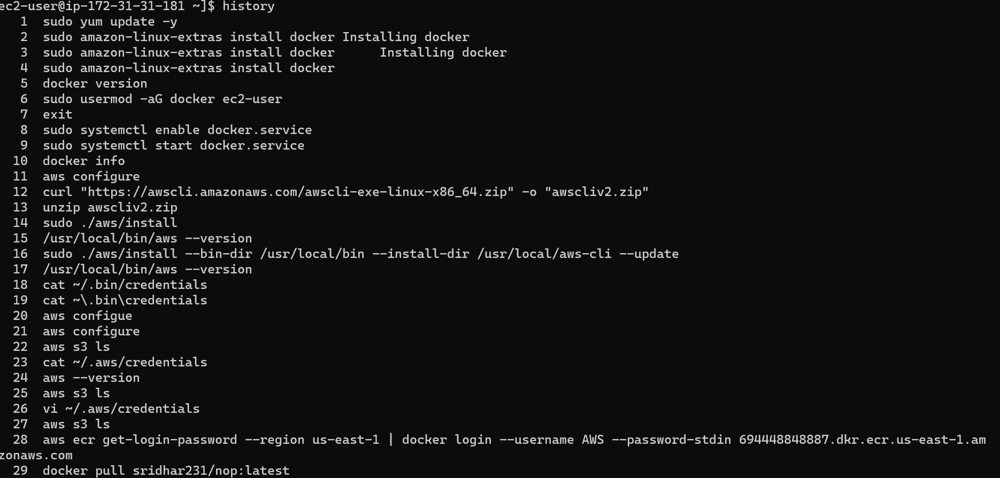 ec2-user@ip-172-31-31-181 ~]$ history
1 sudo yum update -y
2 sudo amazon-linux-extras install docker Installing docker
3 sudo amazon-linux-extras install docker      Installing docker
4 sudo amazon-linux-extras install docker
5 docker version
6 sudo usermod -aG docker ec2-user
7 exit
8 sudo systemctl enable docker.service
9 sudo systemctl start docker.service
10 docker info
11 aws configure
12 curl "https://awscli.amazonaws.com/awscli-exe-linux-x86_64.zip" -o "awscliv2.zip"
13 unzip awscliv2.zip
14 sudo ./aws/install
15 /usr/local/bin/aws --version
16 sudo ./aws/install --bin-dir /usr/local/bin --install-dir /usr/local/aws-cli --update
17 /usr/local/bin/aws --version
18 cat ~/.bin/credentials
19 cat ~\.bin\credentials
20 aws configue
21 aws configure
22 aws s3 ls
23 cat ~/.aws/credentials
24 aws --version
25 aws s3 ls
26 vi ~/.aws/credentials
27 aws s3 ls
28 aws ecr get-login-password --region us-east-1 | docker login --username AWS --password-stdin 694448848887.dkr.ecr.us-east-1.am
zonaws.com
29 docker pull sridhar231/nop:latest